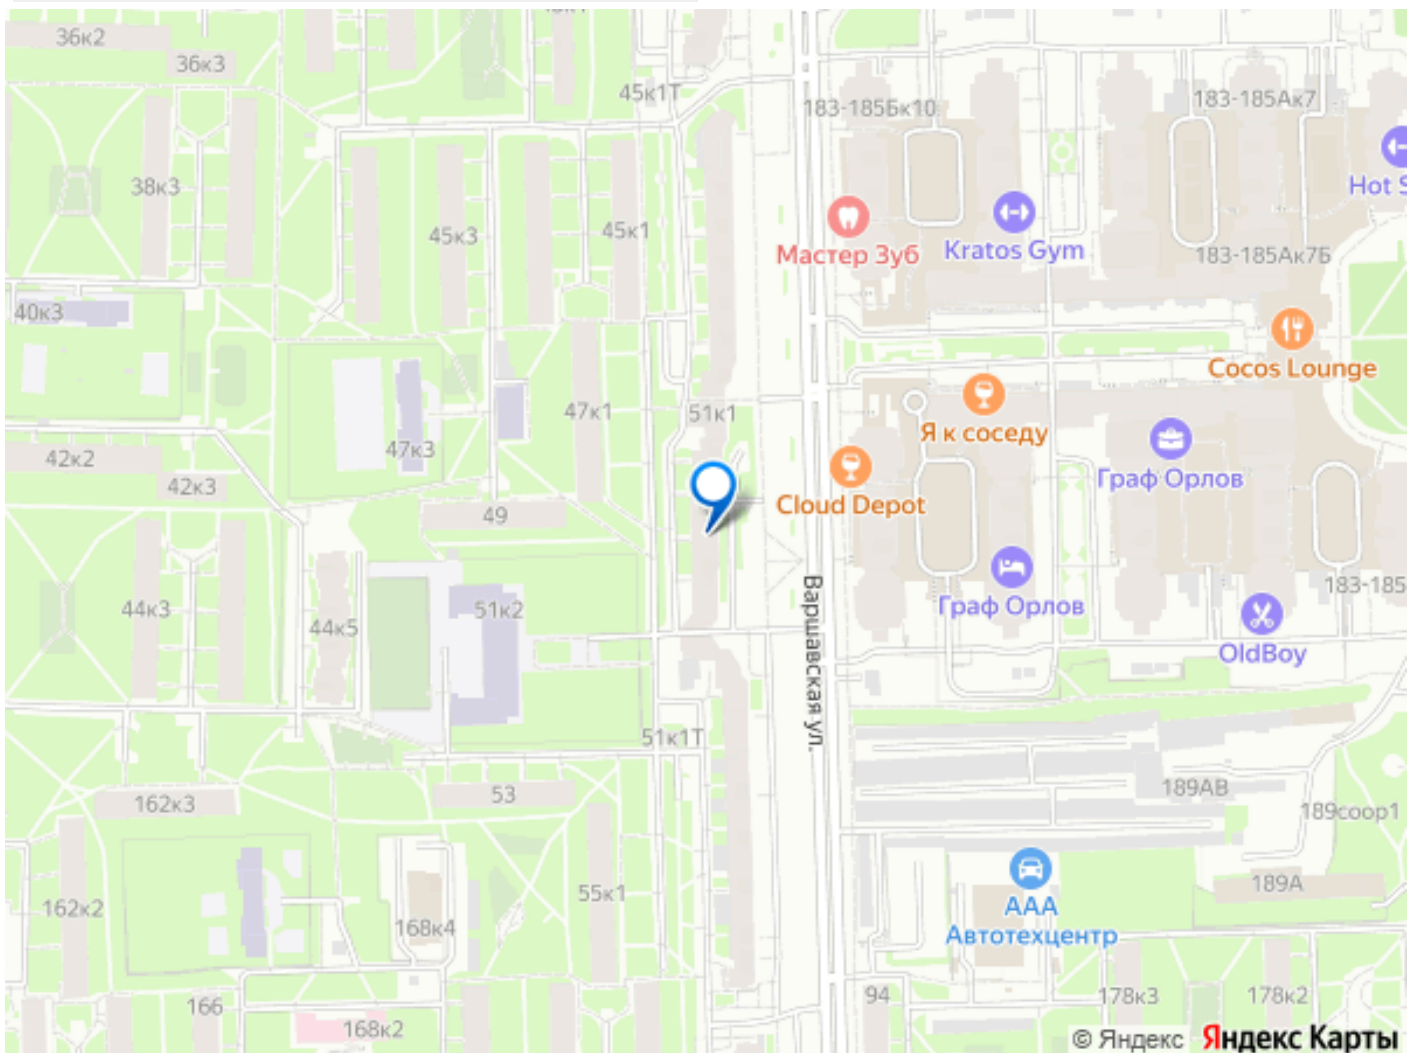 36к2
36к3
45к1Т
183-185Бк10
183-185Ак7
38к3
45к3
45к1
Мастер Зуб
Kratos Gym
Hot S
183-185Ак7Б
40к3
Cocos Lounge
47к1
51к1
47к3
Я к соседу
42к2
42к3
Граф Орлов
49
Cloud Depot
44к3
44к5
51к2
Варшавская ул.
Граф Орлов
183-185
OldBoy
51к1Т
162к3
53
189АВ
189соор1
162к2
55к1
168к4
ААА
Автотехцентр
189А
166
168к2
94
178к3
178к2
© Яндекс Яндекс Карты